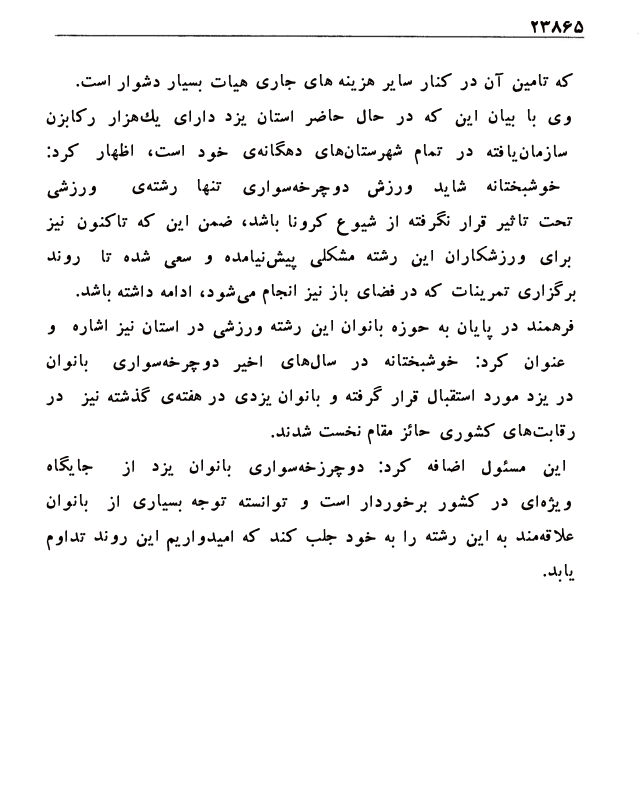 ۲۳۸۶۵
که تامین آن در کنار سایر هزینه های جاری هیات بسیار دشوار است.
وی با بیان این که در حال حاضر استان یزد دارای یك‌هزار رکابزن
سازمان‌یافته در تمام شهرستان‌های دهگانه‌ی خود است، اظهار کرد:
خوشبختانه شاید ورزش دوچرخه‌سواری تنها رشته‌ی ورزشی
تحت تاثیر قرار نگرفته از شیوع کرونا باشد، ضمن این که تاکنون نیز
برای ورزشکاران این رشته مشکلی پیش‌نیامده و سعی شده تا روند
برگزاری تمرینات که در فضای باز نیز انجام می‌شود، ادامه داشته باشد.
فرهمند در پایان به حوزه بانوان این رشته ورزشی در استان نیز اشاره و
عنوان کرد: خوشبختانه در سال‌های اخیر دوچرخه‌سواری بانوان
در یزد مورد استقبال قرار گرفته و بانوان یزدی در هفته‌ی گذشته نیز در
رقابت‌های کشوری حائز مقام نخست شدند.
این مسئول اضافه کرد: دوچرزخه‌سواری بانوان یزد از جایگاه
ویژه‌ای در کشور برخوردار است و توانسته توجه بسیاری از بانوان
علاقه‌مند به این رشته را به خود جلب کند که امیدواریم این روند تداوم
یابد.